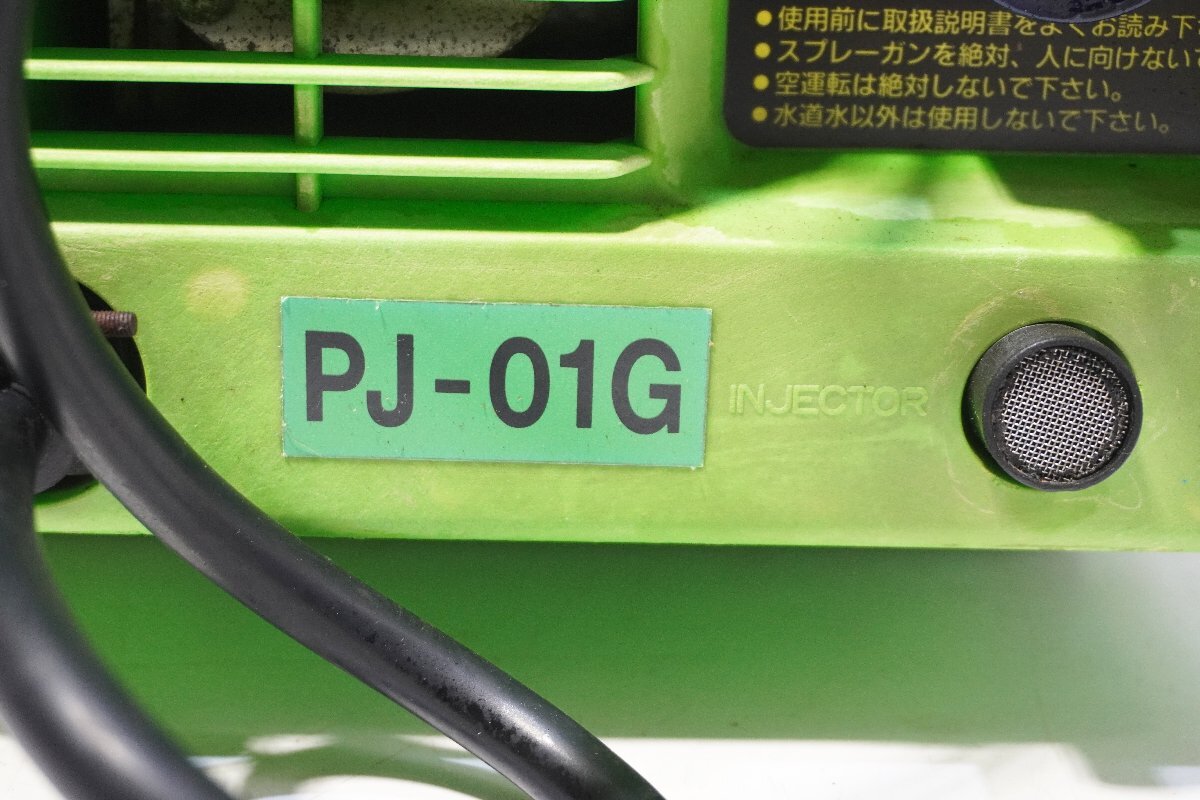 ●使用前に取扱説明書をよくお読み下
●スプレーガンを絶対、人に向けない
●空運転は絶対しないで下さい。
●水道水以外は使用しないで下さい。
PJ-01G
INJECTOR